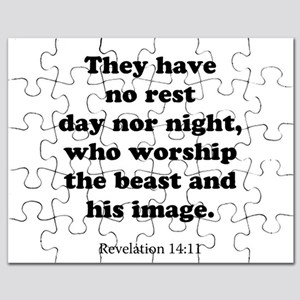 They have
no rest
day nor night,
who worship
the beast and
his image.
Revelation 14:11